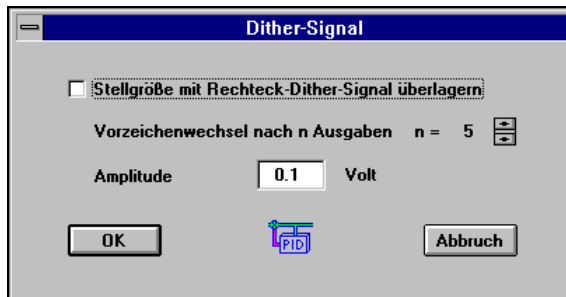 Dither-Signal
Stellgröße mit Rechteck-Dither-Signal überlagern
Vorzeichenwechsel nach n Ausgaben n = 5
Amplitude 0.1 Volt
OK PID Abbruch